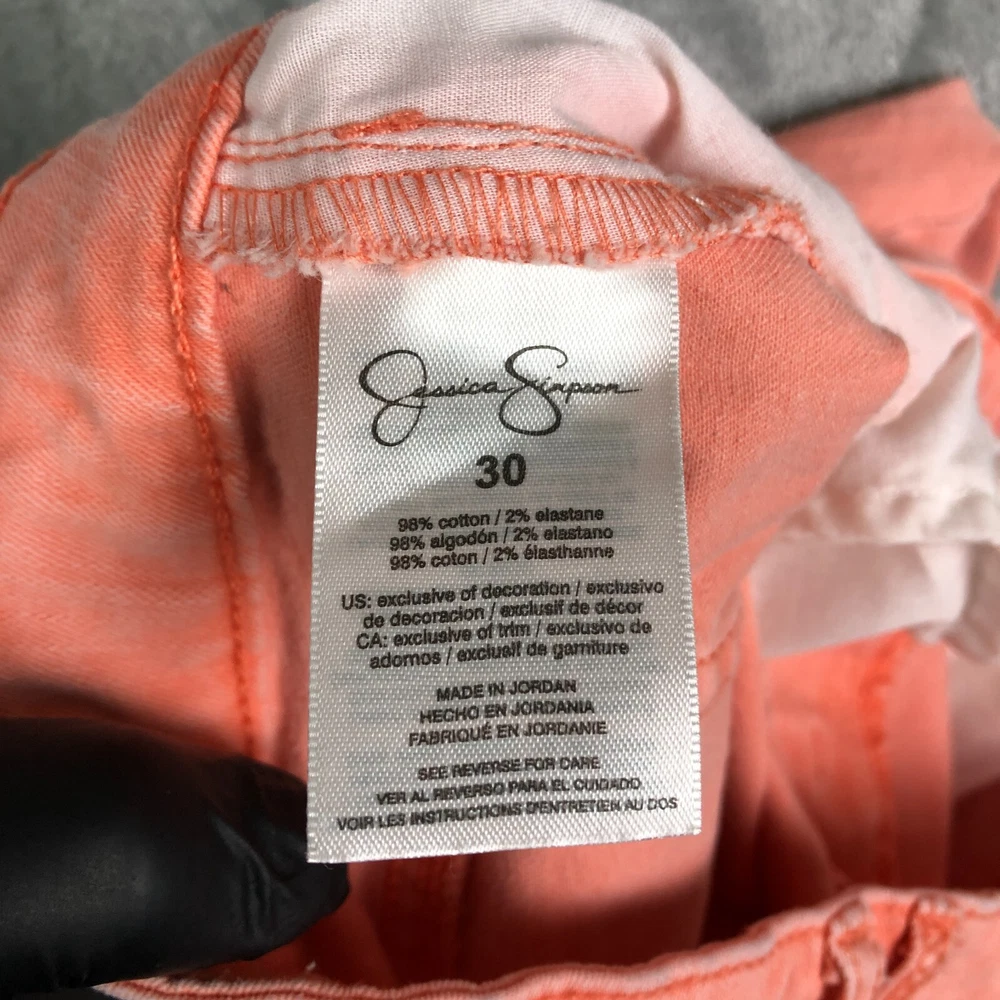 Jessica Simpson
30
98% cotton / 2% elastane
98% algodón / 2% elastano
98% coton / 2% élasthanne
US: exclusive of decoration / exclusivo
de decoracion / exclusif de décor
CA: exclusive of trim / exclusivo de
adornos / exclusif de garniture
MADE IN JORDAN
HECHO EN JORDANIA
FABRIQUÉ EN JORDANIE
SEE REVERSE FOR CARE
VER AL REVERSO PARA EL CUIDADO
VOIR LES INSTRUCTIONS D'ENTRETIEN AU DOS